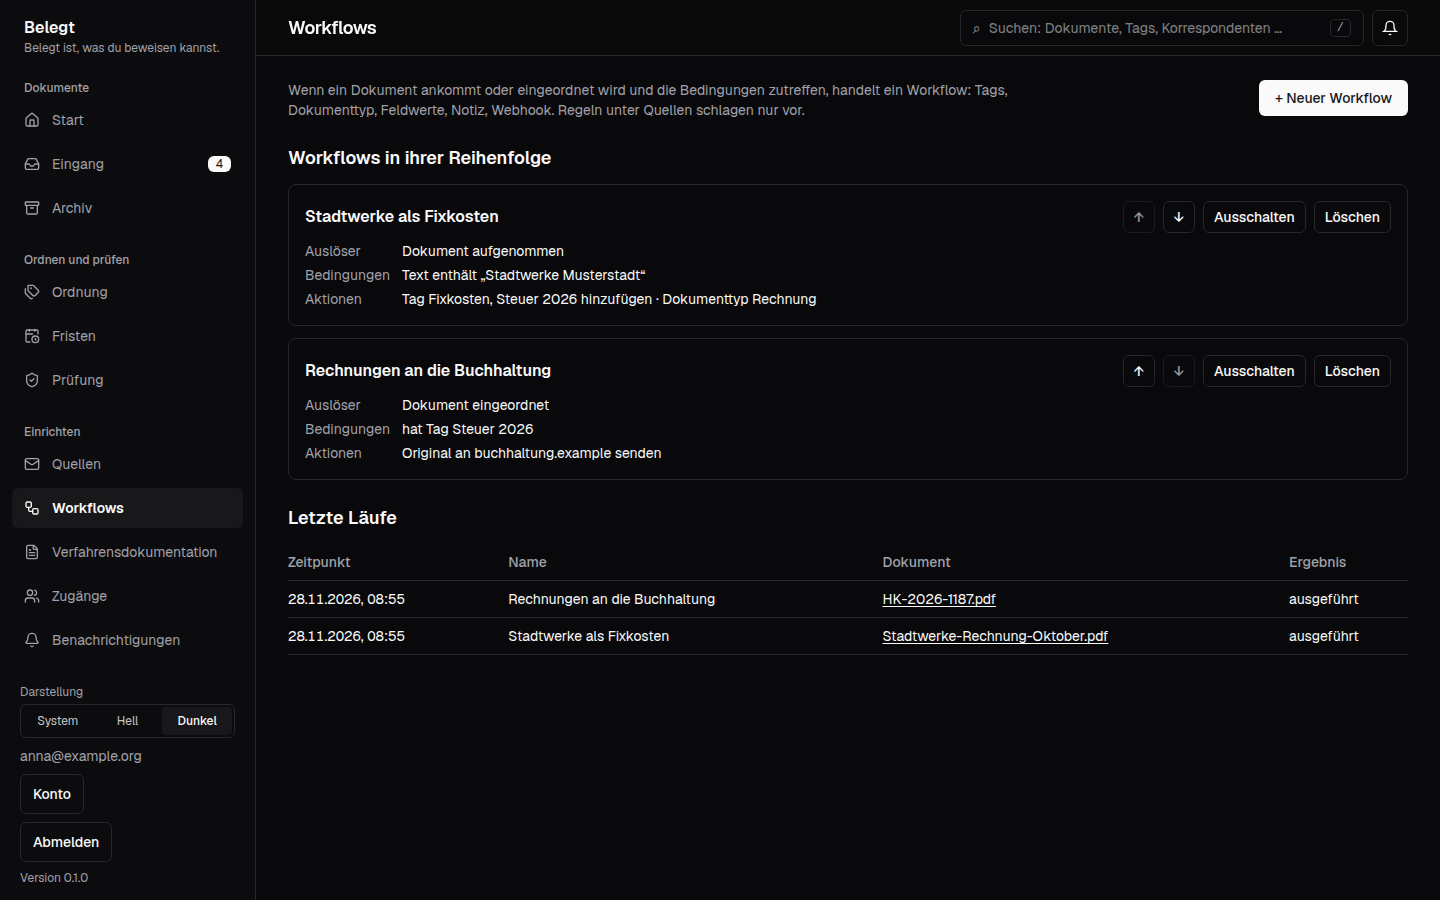 Belegt
Belegt ist, was du beweisen kannst.
Dokumente
Start
Eingang 4
Archiv
Ordnen und prüfen
Ordnung
Fristen
Prüfung
Einrichten
Quellen
Workflows
Verfahrensdokumentation
Zugänge
Benachrichtigungen
Darstellung
System Hell Dunkel
anna@example.org
Konto
Abmelden
Version 0.1.0
Workflows
Suchen: Dokumente, Tags, Korrespondenten … /
Wenn ein Dokument ankommt oder eingeordnet wird und die Bedingungen zutreffen, handelt ein Workflow: Tags,
Dokumenttyp, Feldwerte, Notiz, Webhook. Regeln unter Quellen schlagen nur vor.
+ Neuer Workflow
Workflows in ihrer Reihenfolge
Stadtwerke als Fixkosten
↑ ↓ Ausschalten Löschen
Auslöser Dokument aufgenommen
Bedingungen Text enthält „Stadtwerke Musterstadt“
Aktionen Tag Fixkosten, Steuer 2026 hinzufügen · Dokumenttyp Rechnung
Rechnungen an die Buchhaltung
↑ ↓ Ausschalten Löschen
Auslöser Dokument eingeordnet
Bedingungen hat Tag Steuer 2026
Aktionen Original an buchhaltung.example senden
Letzte Läufe
Zeitpunkt Name Dokument Ergebnis
28.11.2026, 08:55 Rechnungen an die Buchhaltung HK-2026-1187.pdf ausgeführt
28.11.2026, 08:55 Stadtwerke als Fixkosten Stadtwerke-Rechnung-Oktober.pdf ausgeführt